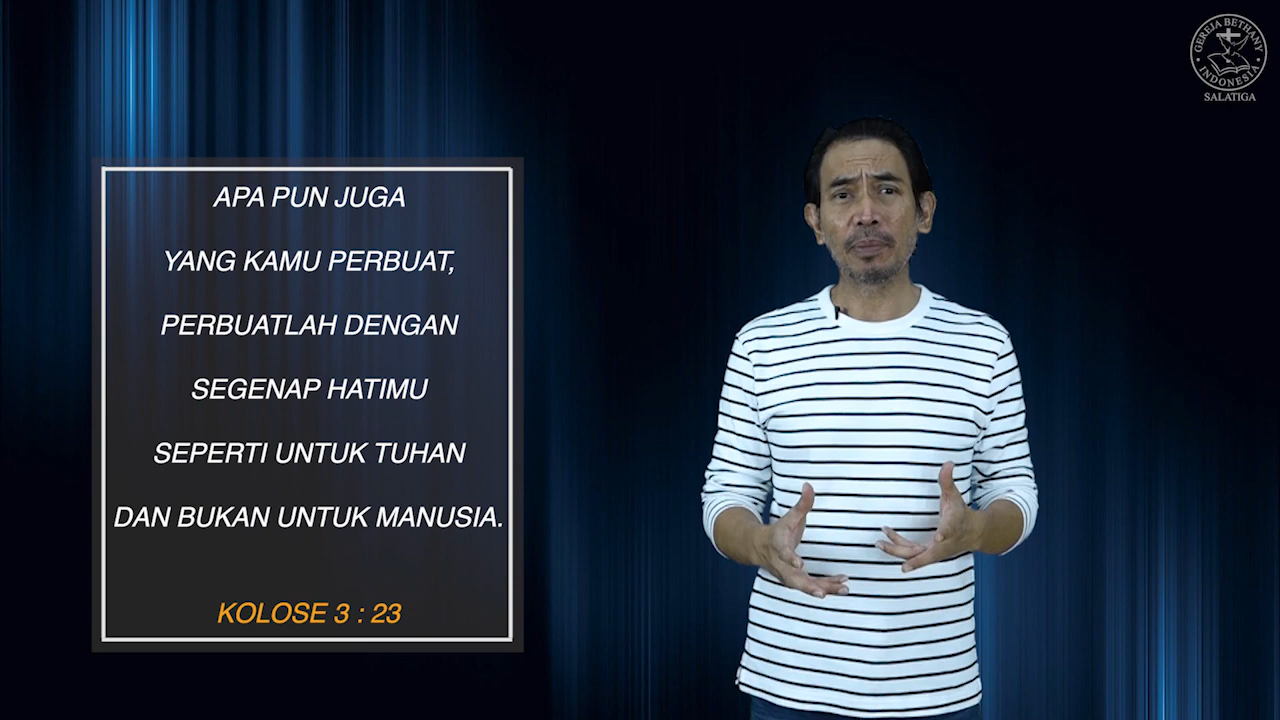 APA PUN JUGA
YANG KAMU PERBUAT,
PERBUATLAH DENGAN
SEGENAP HATIMU
SEPERTI UNTUK TUHAN
DAN BUKAN UNTUK MANUSIA.
KOLOSE 3 : 23
GEREJA BETHANY
INDONESIA
SALATIGA